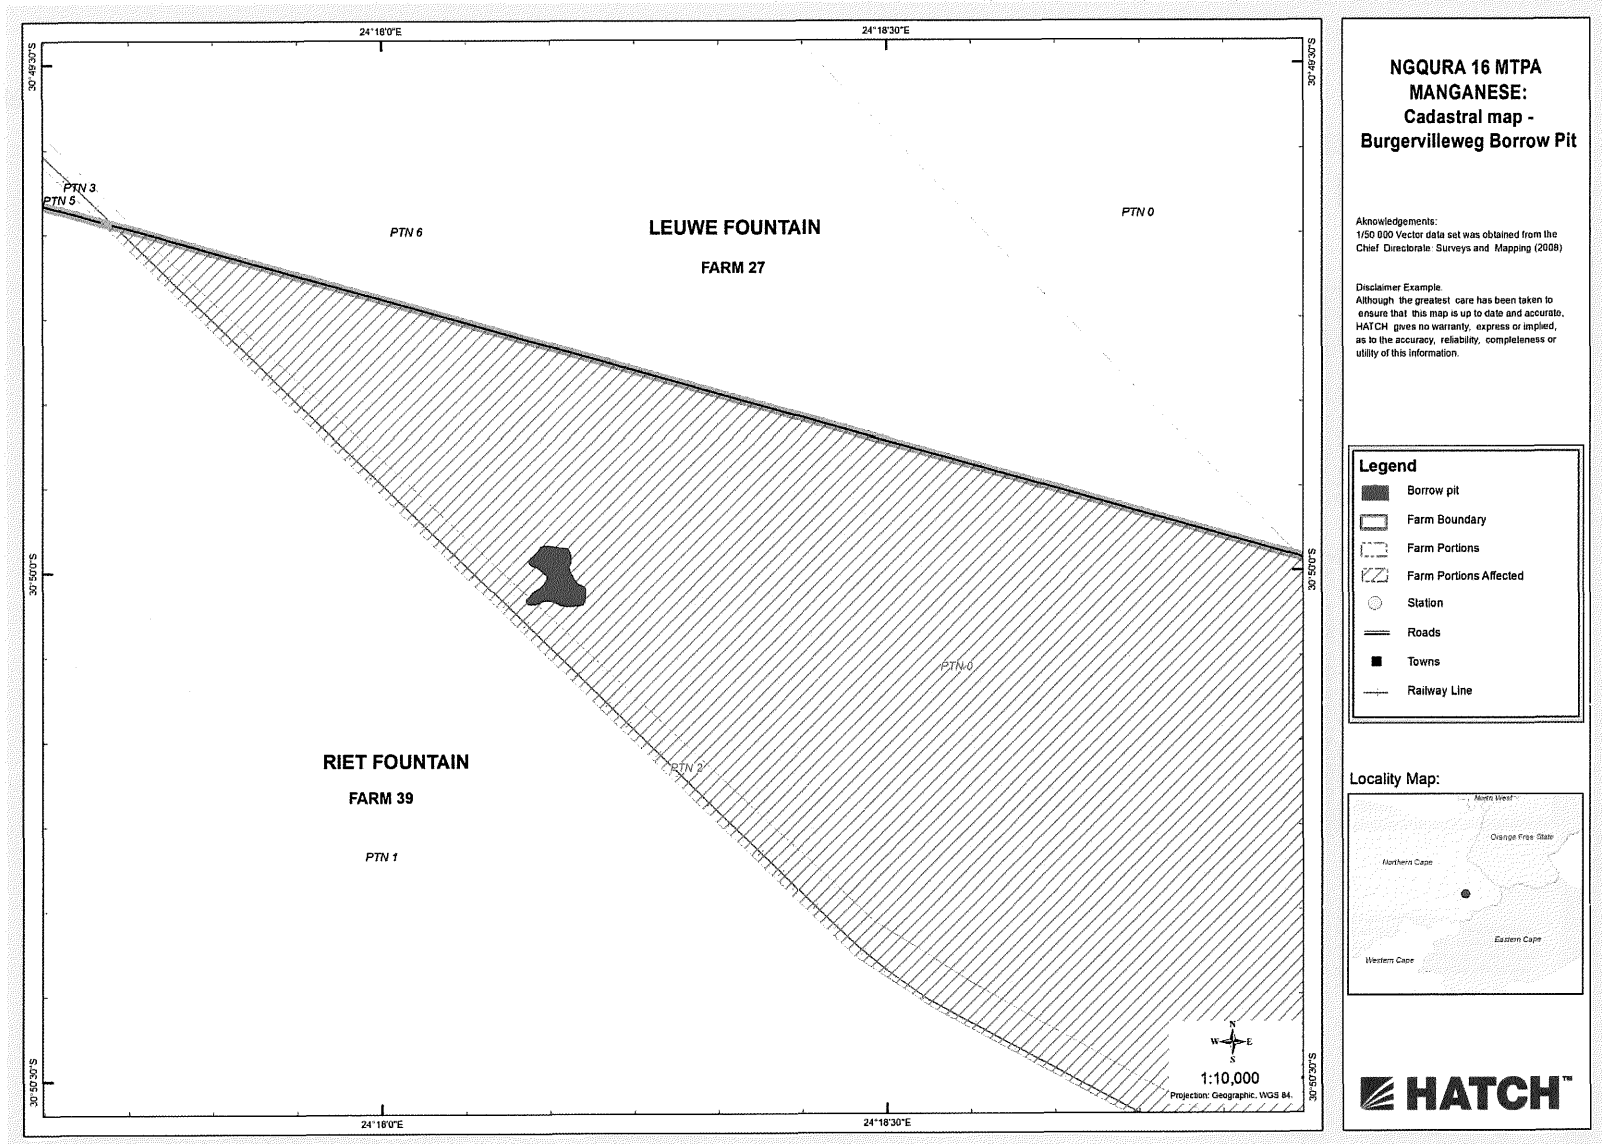 24°18'0"E
24°18'30"E
30°49'30"S
30°49'30"S
PTN 3
PTN 5
PTN 6
LEUWE FOUNTAIN
FARM 27
PTN 0
30°50'0"S
30°50'0"S
PTN 0
PTN 2
RIET FOUNTAIN
FARM 39
PTN 1
N
W E
S
1:10,000
Projection: Geographic, WGS 84.
30°50'30"S
30°50'30"S
24°18'0"E
24°18'30"E
NGQURA 16 MTPA
MANGANESE:
Cadastral map -
Burgervilleweg Borrow Pit
Aknowledgements:
1/50 000 Vector data set was obtained from the
Chief Directorate: Surveys and Mapping (2008)
Disclaimer Example.
Although the greatest care has been taken to
ensure that this map is up to date and accurate,
HATCH gives no warranty, express or implied,
as to the accuracy, reliability, completeness or
utility of this information.
Legend
Borrow pit
Farm Boundary
Farm Portions
Farm Portions Affected
Station
Roads
Towns
Railway Line
Locality Map:
North West
Orange Free State
Northern Cape
Eastern Cape
Western Cape
HATCH™